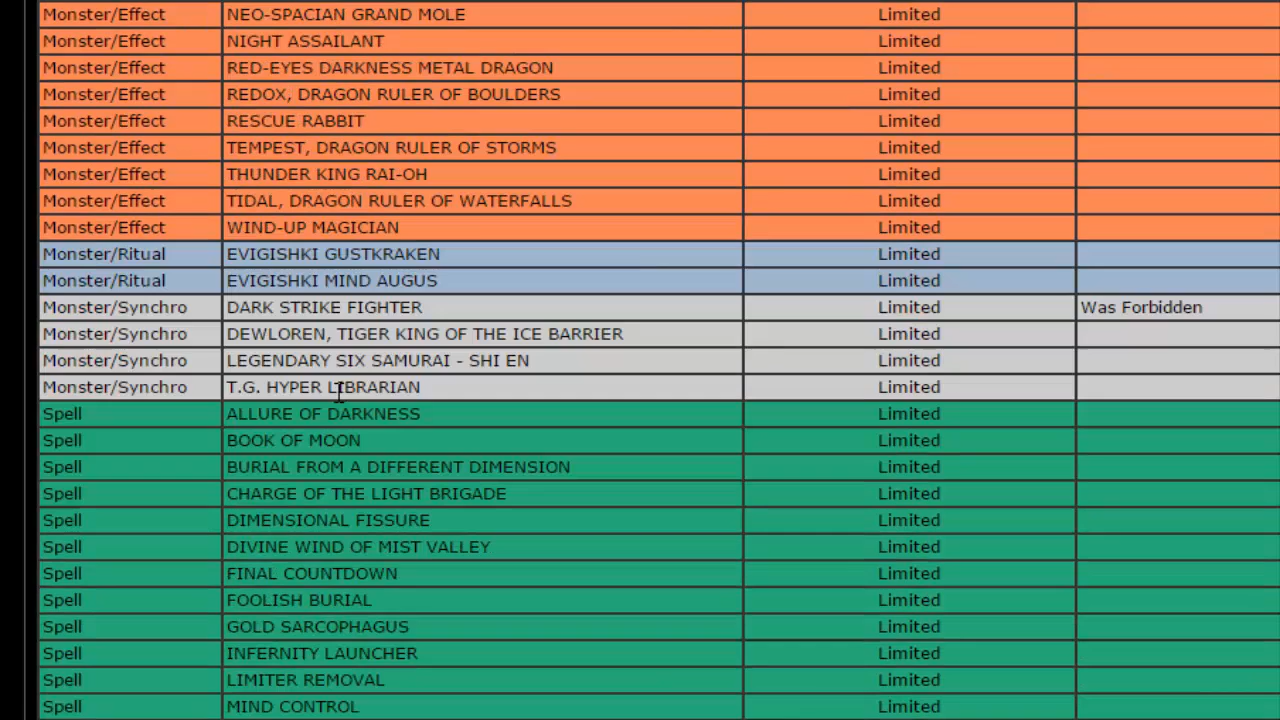 Monster/Effect NEO-SPACIAN GRAND MOLE Limited
Monster/Effect NIGHT ASSAILANT Limited
Monster/Effect RED-EYES DARKNESS METAL DRAGON Limited
Monster/Effect REDOX, DRAGON RULER OF BOULDERS Limited
Monster/Effect RESCUE RABBIT Limited
Monster/Effect TEMPEST, DRAGON RULER OF STORMS Limited
Monster/Effect THUNDER KING RAI-OH Limited
Monster/Effect TIDAL, DRAGON RULER OF WATERFALLS Limited
Monster/Effect WIND-UP MAGICIAN Limited
Monster/Ritual EVIGISHKI GUSTKRAKEN Limited
Monster/Ritual EVIGISHKI MIND AUGUS Limited
Monster/Synchro DARK STRIKE FIGHTER Limited Was Forbidden
Monster/Synchro DEWLOREN, TIGER KING OF THE ICE BARRIER Limited
Monster/Synchro LEGENDARY SIX SAMURAI - SHI EN Limited
Monster/Synchro T.G. HYPER LIBRARIAN Limited
Spell ALLURE OF DARKNESS Limited
Spell BOOK OF MOON Limited
Spell BURIAL FROM A DIFFERENT DIMENSION Limited
Spell CHARGE OF THE LIGHT BRIGADE Limited
Spell DIMENSIONAL FISSURE Limited
Spell DIVINE WIND OF MIST VALLEY Limited
Spell FINAL COUNTDOWN Limited
Spell FOOLISH BURIAL Limited
Spell GOLD SARCOPHAGUS Limited
Spell INFERNITY LAUNCHER Limited
Spell LIMITER REMOVAL Limited
Spell MIND CONTROL Limited